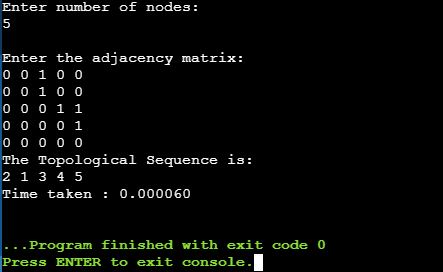 Enter number of nodes:
5
Enter the adjacency matrix:
0 0 1 0 0
0 0 1 0 0
0 0 0 1 1
0 0 0 0 1
0 0 0 0 0
The Topological Sequence is:
2 1 3 4 5
Time taken : 0.000060
...Program finished with exit code 0
Press ENTER to exit console.